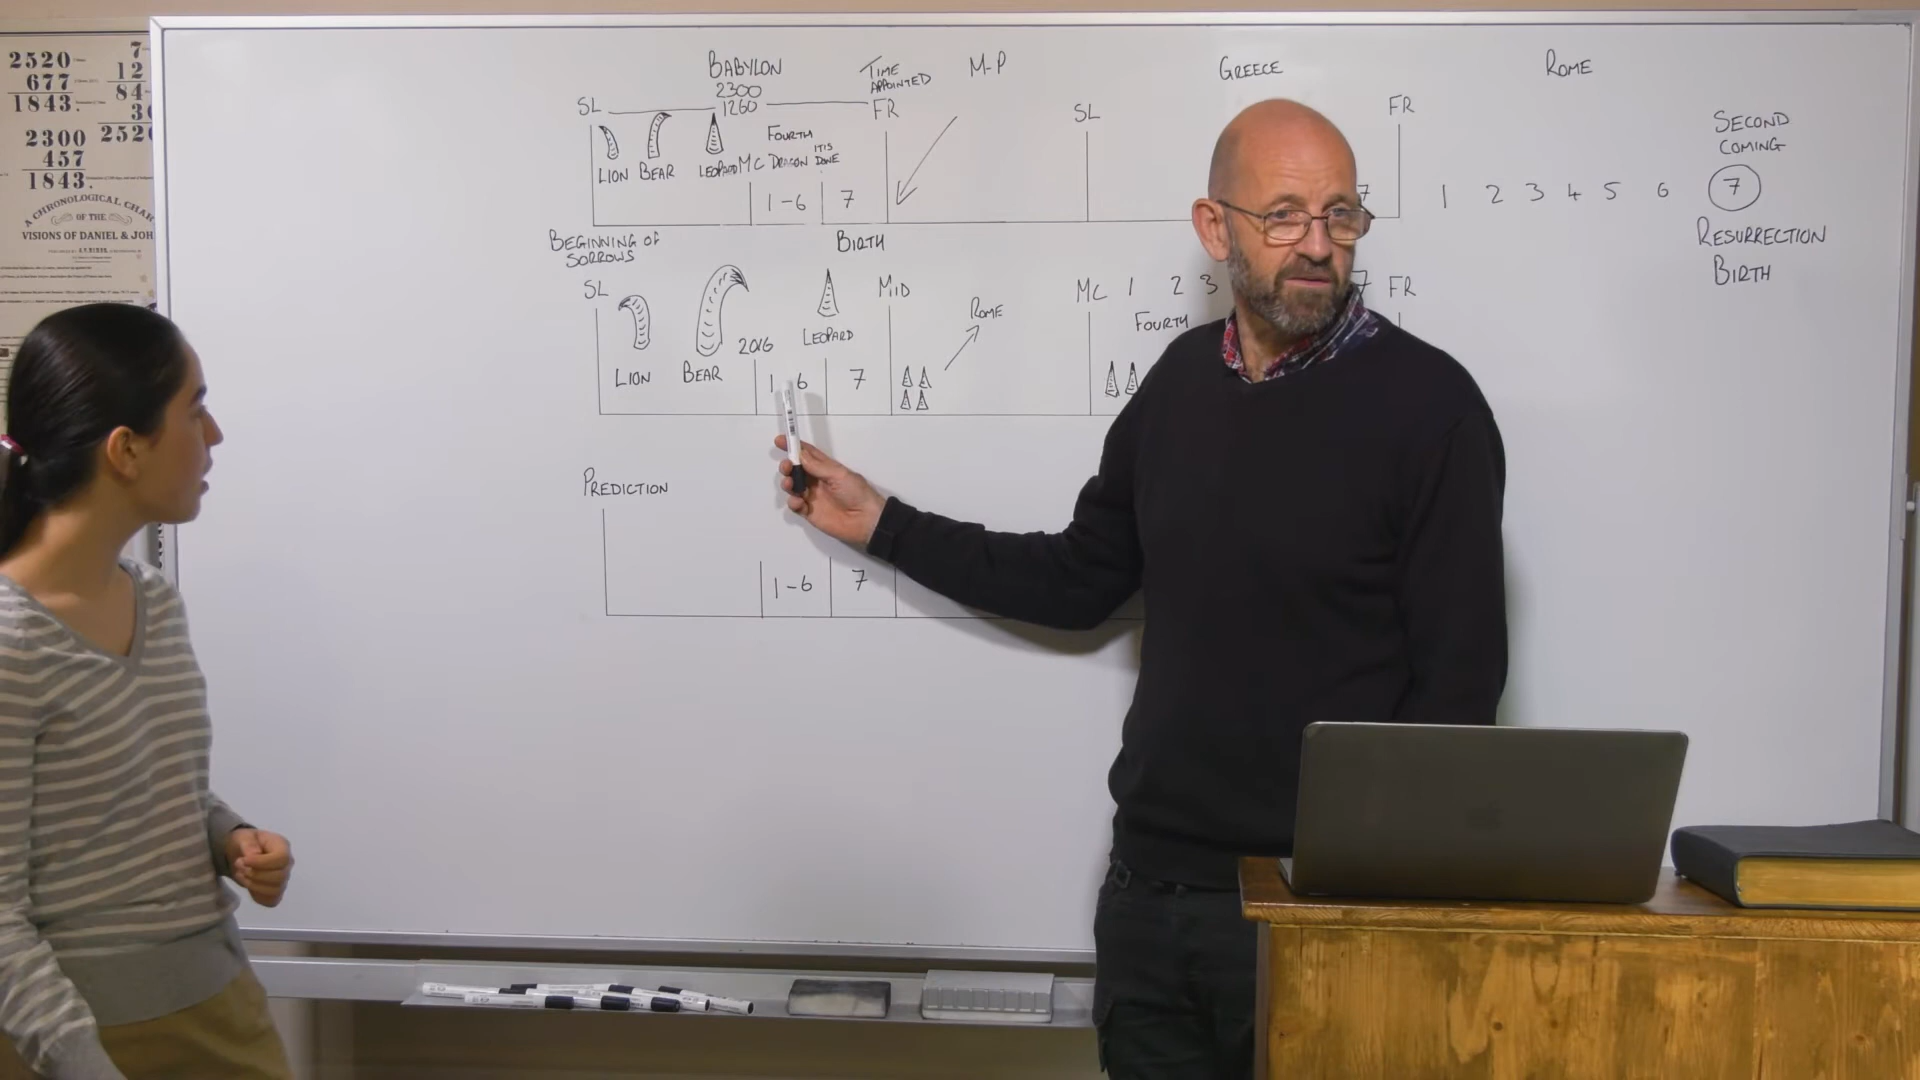 2520
677
1843.
2300
457
1843.
7
12
84
2520
A CHRONOLOGICAL CHAR
OF THE
VISIONS OF DANIEL & JOH
BABYLON
2300
1260
TIME
APPOINTED
M-P
GREECE
ROME
SL
FR
SL
FR
FOURTH
LION BEAR LEOPARD MC DRAGON
IT IS
DONE
1-6
7
7
1 2 3 4 5 6 7
SECOND
COMING
RESURRECTION
BIRTH
BEGINNING OF
SORROWS
BIRTH
SL
MID
MC 1 2 3
7 FR
ROME
FOURTH
LEOPARD
2016
LION BEAR
1 6
7
PREDICTION
1-6
7